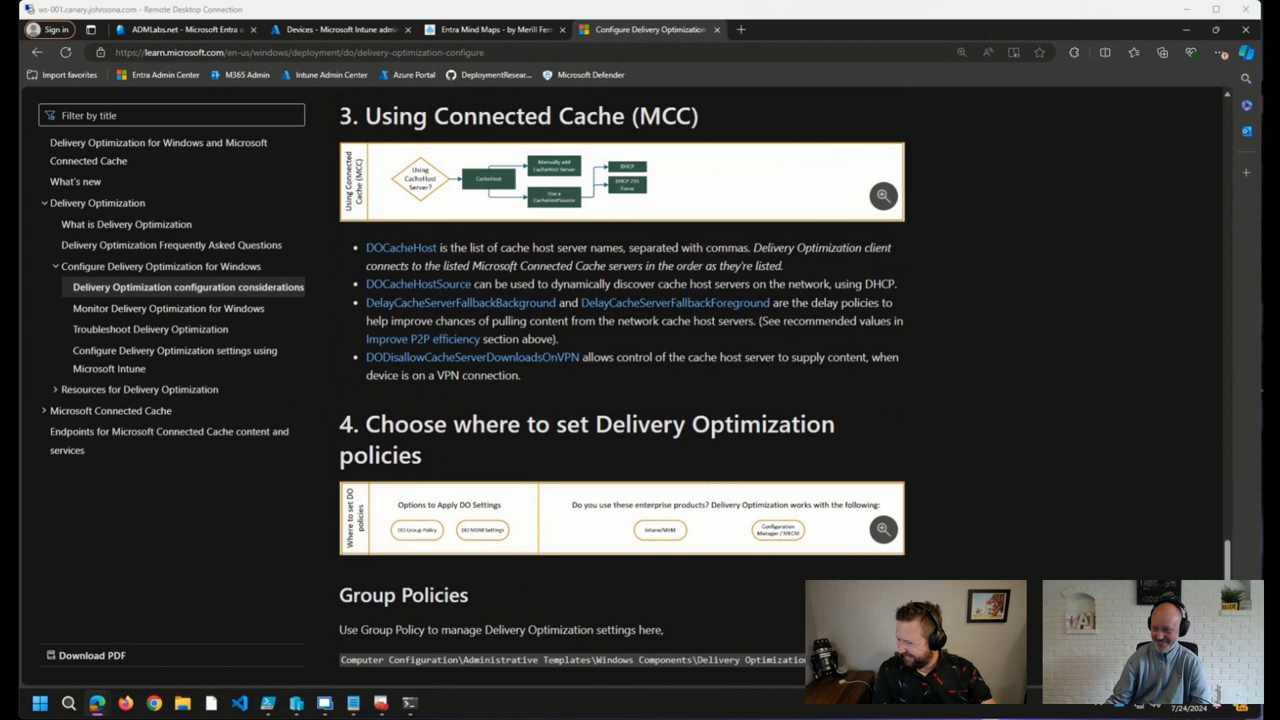 ws-001.canary.johnsona.com - Remote Desktop Connection
Sign in
ADMLabs.net - Microsoft Entra a
Devices - Microsoft Intune admin
Entra Mind Maps - by Merill Fern
Configure Delivery Optimization
https://learn.microsoft.com/en-us/windows/deployment/do/delivery-optimization-configure
Import favorites
Entra Admin Center
M365 Admin
Intune Admin Center
Azure Portal
DeploymentResear...
Microsoft Defender
Filter by title
Delivery Optimization for Windows and Microsoft
Connected Cache
What's new
Delivery Optimization
What is Delivery Optimization
Delivery Optimization Frequently Asked Questions
Configure Delivery Optimization for Windows
Delivery Optimization configuration considerations
Monitor Delivery Optimization for Windows
Troubleshoot Delivery Optimization
Configure Delivery Optimization settings using
Microsoft Intune
Resources for Delivery Optimization
Microsoft Connected Cache
Endpoints for Microsoft Connected Cache content and
services
Download PDF
3. Using Connected Cache (MCC)
Using Connected
Cache (MCC)
Using
CacheHost
Server?
CacheHost
Manually add
CacheHost Server
Use a
CacheHostSource
DHCP
DHCP 235
Force
DOCacheHost is the list of cache host server names, separated with commas. Delivery Optimization client
connects to the listed Microsoft Connected Cache servers in the order as they're listed.
DOCacheHostSource can be used to dynamically discover cache host servers on the network, using DHCP.
DelayCacheServerFallbackBackground and DelayCacheServerFallbackForeground are the delay policies to
help improve chances of pulling content from the network cache host servers. (See recommended values in
Improve P2P efficiency section above).
DODisallowCacheServerDownloadsOnVPN allows control of the cache host server to supply content, when
device is on a VPN connection.
4. Choose where to set Delivery Optimization
policies
Where to set DO
policies
Options to Apply DO Settings
DO Group Policy
DO MDM Settings
Do you use these enterprise products? Delivery Optimization works with the following:
Intune/MEM
Configuration
Manager / MECM
Group Policies
Use Group Policy to manage Delivery Optimization settings here,
Computer Configuration\Administrative Templates\Windows Components\Delivery Optimizatio
7/24/2024